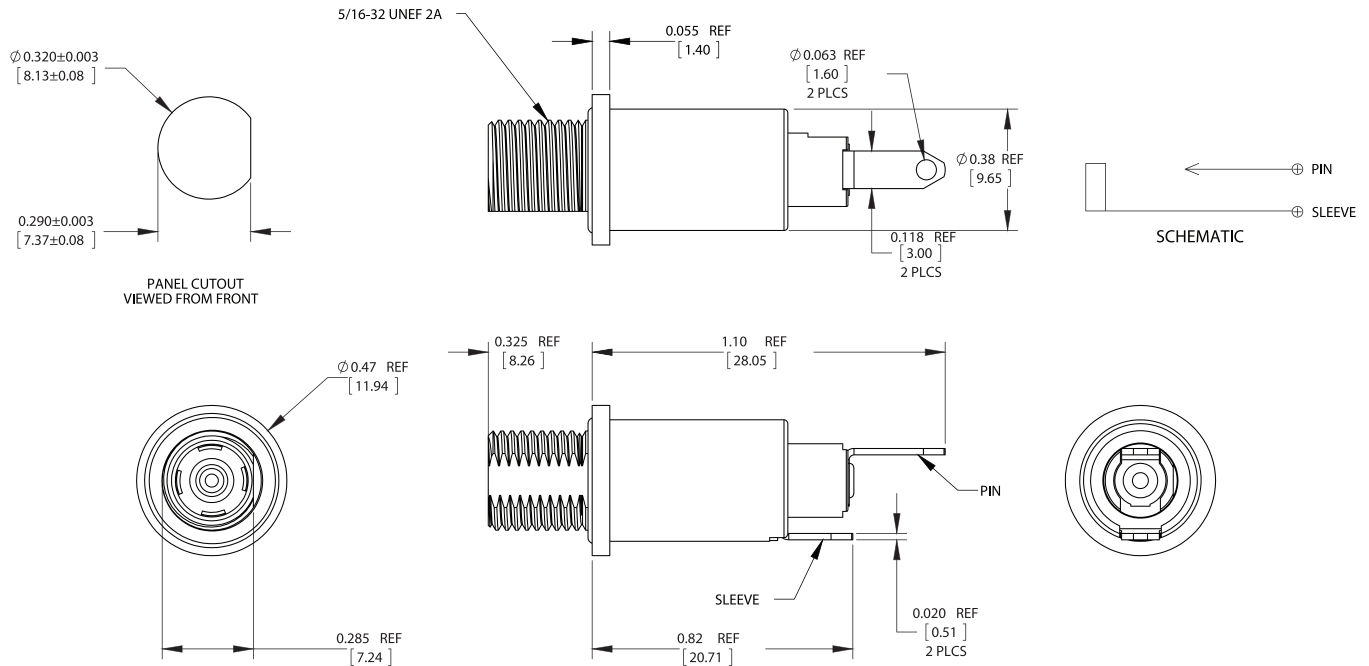 5/16-32 UNEF 2A
0.055 REF
[ 1.40 ]
Ø 0.320±0.003
[ 8.13±0.08 ]
Ø 0.063 REF
[ 1.60 ]
2 PLCS
Ø 0.38 REF
[ 9.65 ]
PIN
SLEEVE
SCHEMATIC
0.290±0.003
[ 7.37±0.08 ]
0.118 REF
[ 3.00 ]
2 PLCS
PANEL CUTOUT
VIEWED FROM FRONT
0.325 REF
[ 8.26 ]
1.10 REF
[ 28.05 ]
Ø 0.47 REF
[ 11.94 ]
PIN
SLEEVE
0.020 REF
[ 0.51 ]
2 PLCS
0.285 REF
[ 7.24 ]
0.82 REF
[ 20.71 ]